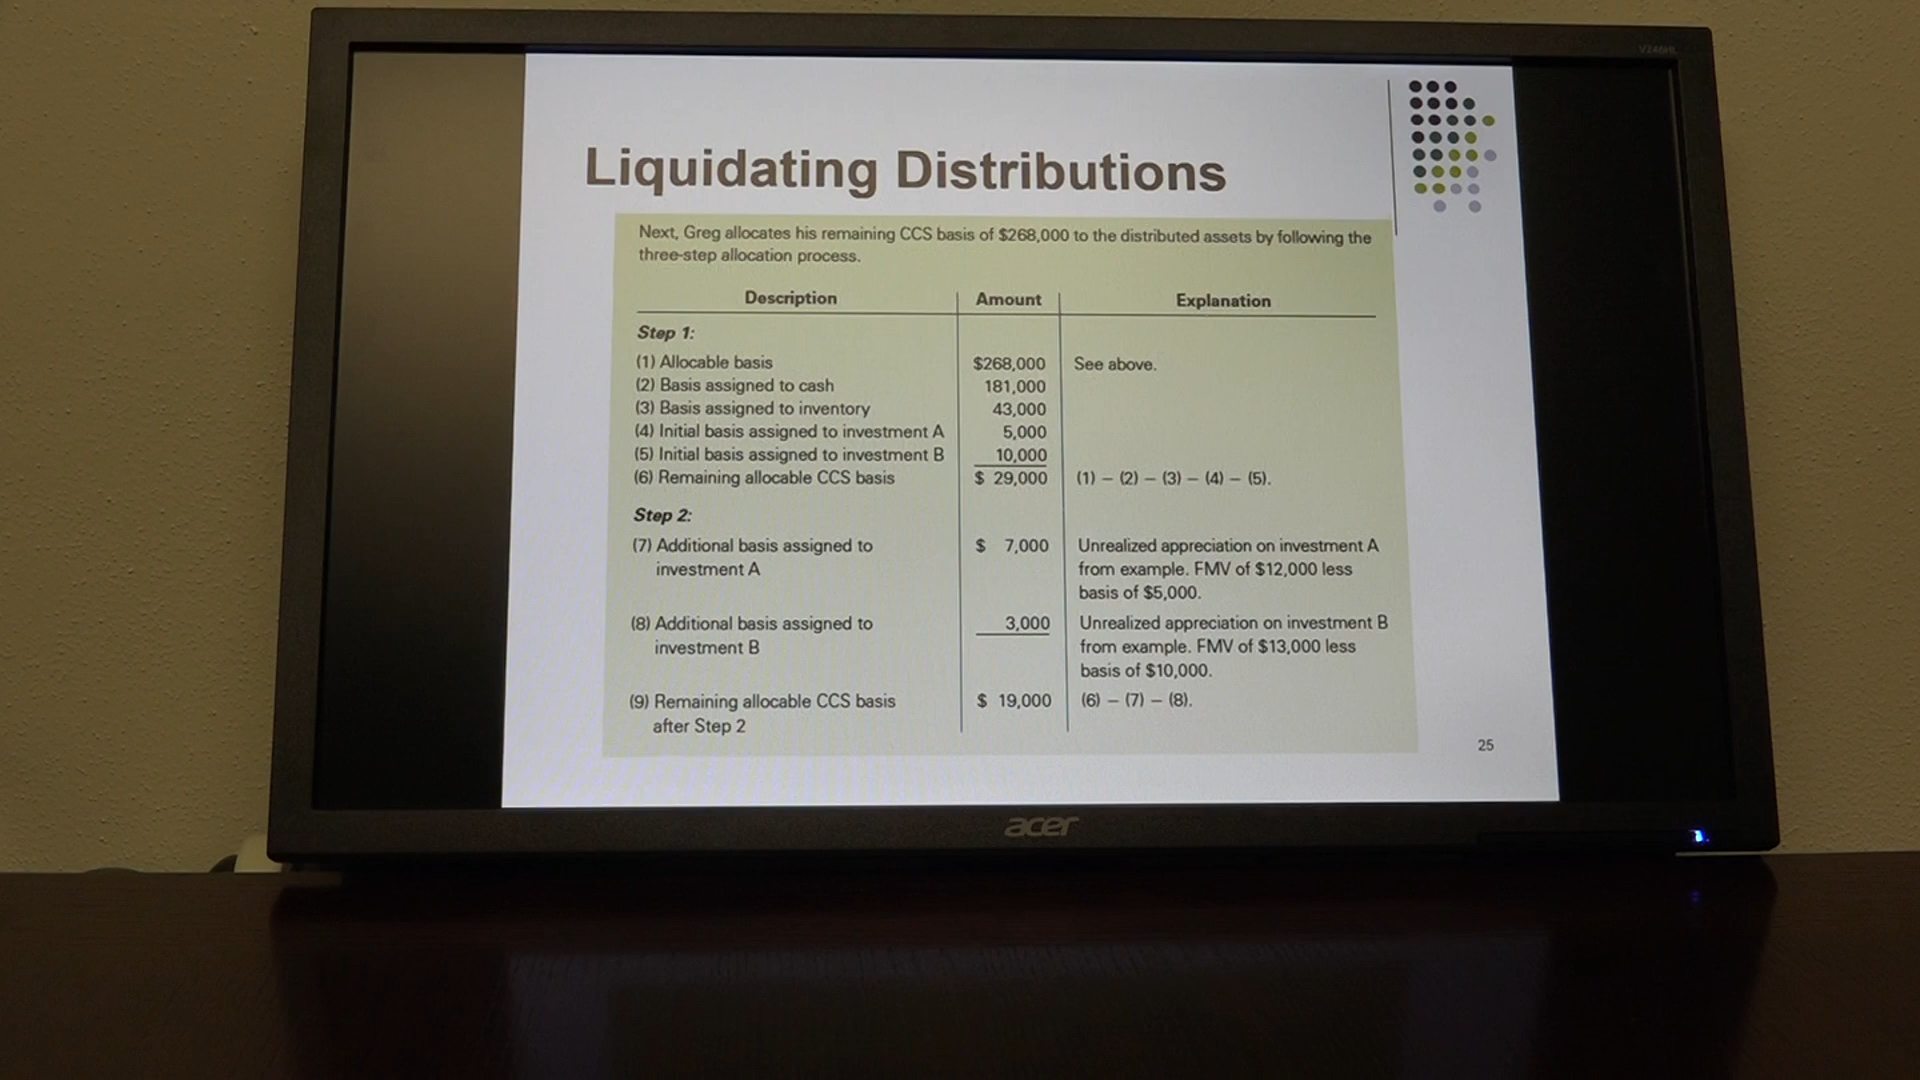 V246HL
Liquidating Distributions
Next, Greg allocates his remaining CCS basis of $268,000 to the distributed assets by following the
three-step allocation process.
Description Amount Explanation
Step 1:
(1) Allocable basis $268,000 See above.
(2) Basis assigned to cash 181,000
(3) Basis assigned to inventory 43,000
(4) Initial basis assigned to investment A 5,000
(5) Initial basis assigned to investment B 10,000
(6) Remaining allocable CCS basis $ 29,000 (1) – (2) – (3) – (4) – (5).
Step 2:
(7) Additional basis assigned to $ 7,000 Unrealized appreciation on investment A
investment A from example. FMV of $12,000 less
basis of $5,000.
(8) Additional basis assigned to 3,000 Unrealized appreciation on investment B
investment B from example. FMV of $13,000 less
basis of $10,000.
(9) Remaining allocable CCS basis $ 19,000 (6) – (7) – (8).
after Step 2
25
acer